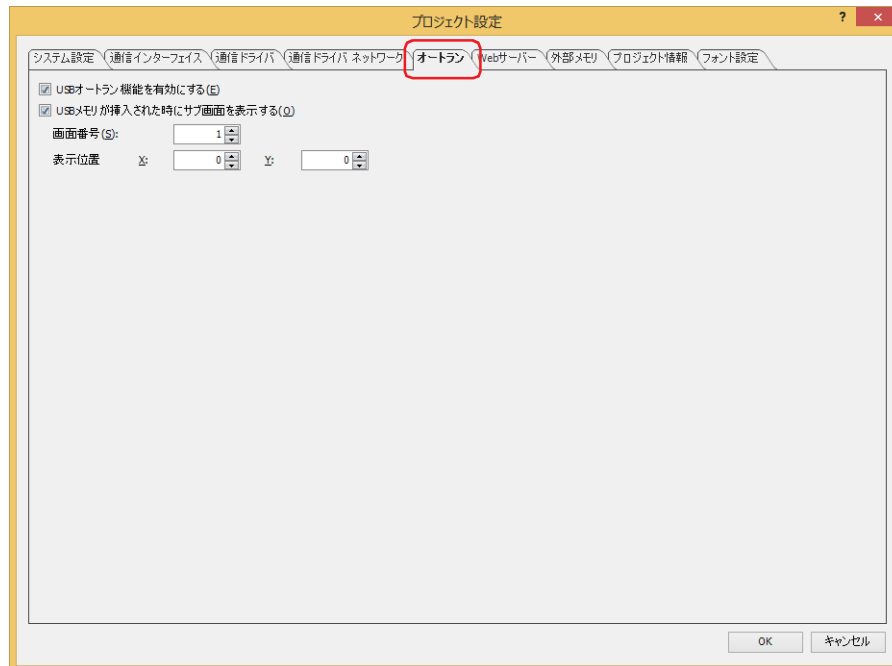 プロジェクト設定
? ×
システム設定 通信インターフェイス 通信ドライバ 通信ドライバ ネットワーク オートラン Webサーバー 外部メモリ プロジェクト情報 フォント設定
USBオートラン機能を有効にする(E)
USBメモリが挿入された時にサブ画面を表示する(O)
画面番号(S): 1
表示位置 X: 0 Y: 0
OK キャンセル